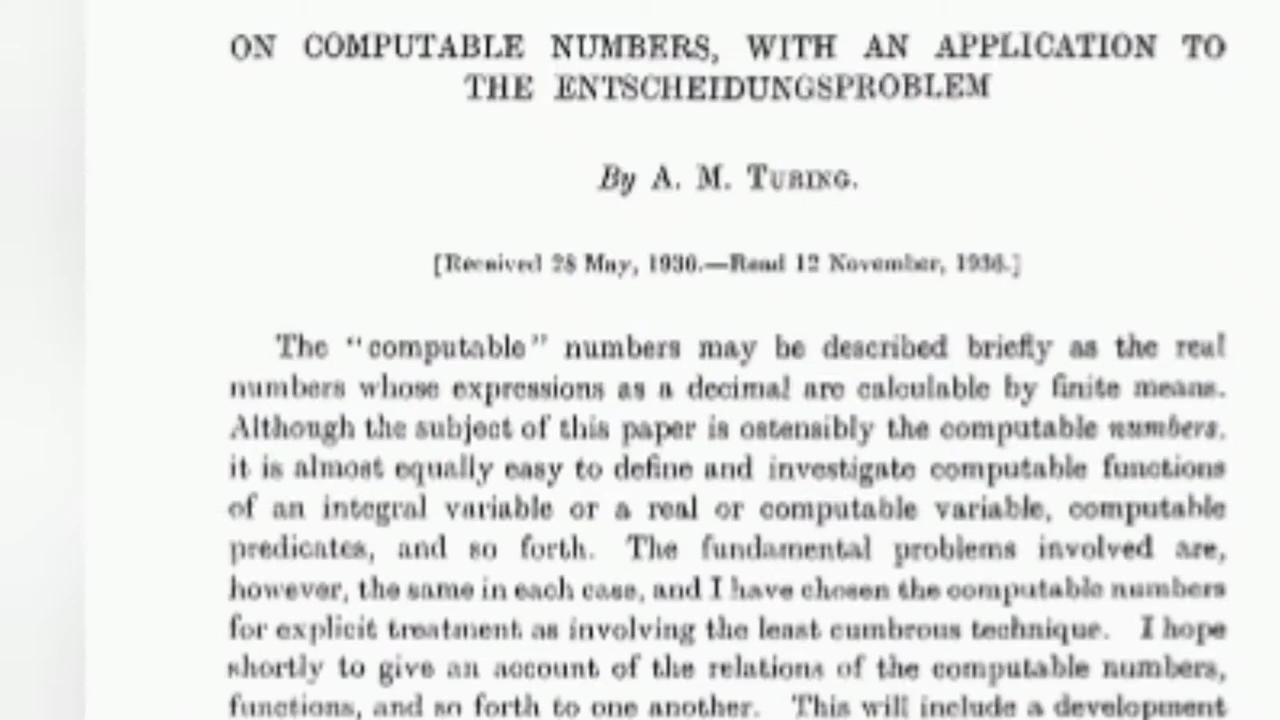 ON COMPUTABLE NUMBERS, WITH AN APPLICATION TO
THE ENTSCHEIDUNGSPROBLEM
By A. M. TURING.
[Received 28 May, 1936.—Read 12 November, 1936.]
The “computable” numbers may be described briefly as the real
numbers whose expressions as a decimal are calculable by finite means.
Although the subject of this paper is ostensibly the computable numbers,
it is almost equally easy to define and investigate computable functions
of an integral variable or a real or computable variable, computable
predicates, and so forth. The fundamental problems involved are,
however, the same in each case, and I have chosen the computable numbers
for explicit treatment as involving the least cumbrous technique. I hope
shortly to give an account of the relations of the computable numbers,
functions, and so forth to one another. This will include a development